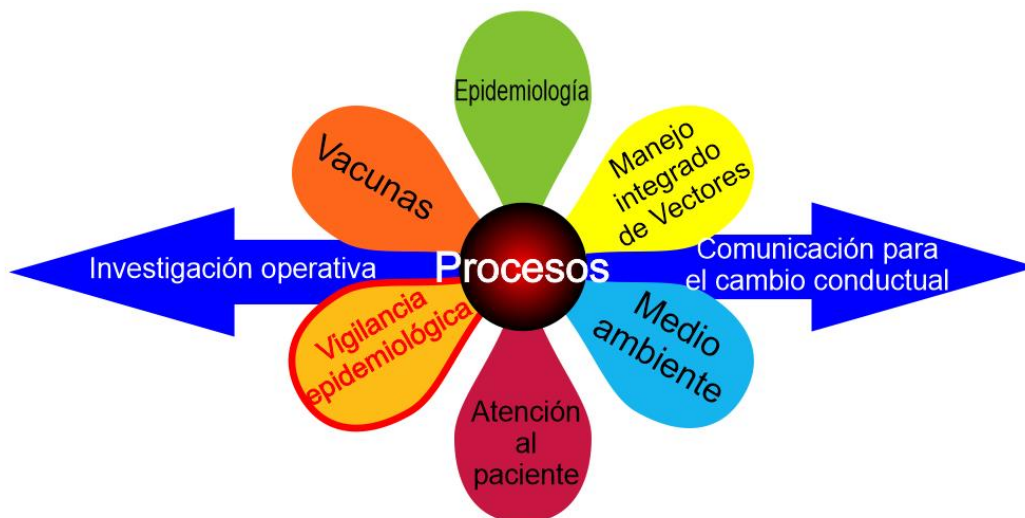 Epidemiología
Vacunas
Manejo
integrado
de Vectores
Investigación operativa
Procesos
Comunicación para
el cambio conductual
Vigilancia
epidemiológica
Medio
ambiente
Atención
al
paciente